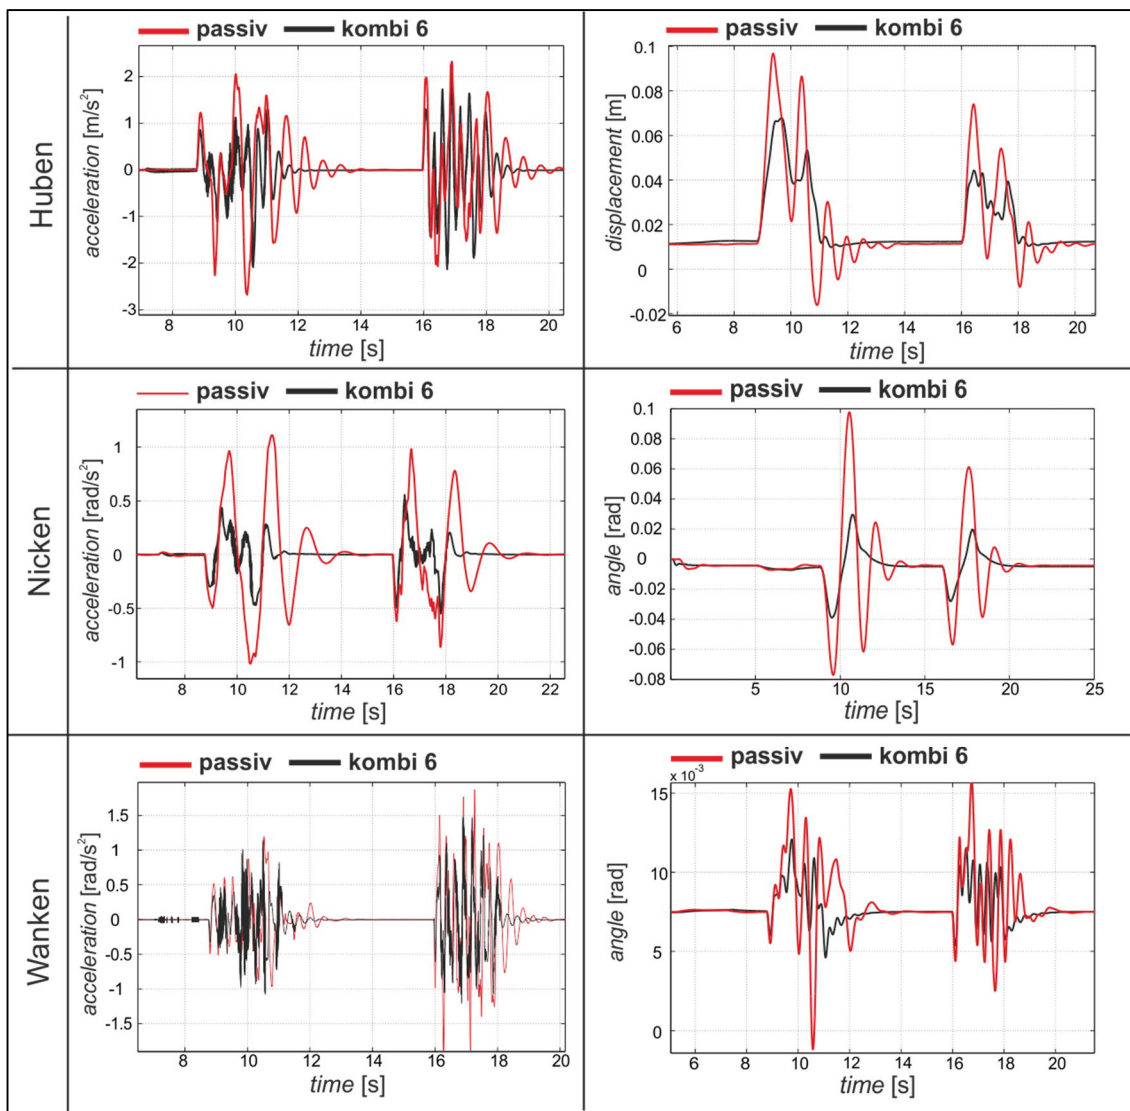 Huben
passiv kombi 6
acceleration [m/s²]
2
1
0
-1
-2
-3
8 10 12 14 16 18 20
time [s]
passiv kombi 6
displacement [m]
0.1
0.08
0.06
0.04
0.02
0
-0.02
6 8 10 12 14 16 18 20
time [s]
Nicken
passiv kombi 6
acceleration [rad/s²]
1
0.5
0
-0.5
-1
8 10 12 14 16 18 20 22
time [s]
passiv kombi 6
angle [rad]
0.1
0.08
0.06
0.04
0.02
0
-0.02
-0.04
-0.06
-0.08
5 10 15 20 25
time [s]
Wanken
passiv kombi 6
acceleration [rad/s²]
1.5
1
0.5
0
-0.5
-1
-1.5
8 10 12 14 16 18 20
time [s]
passiv kombi 6
x 10⁻³
angle [rad]
15
10
5
0
6 8 10 12 14 16 18 20
time [s]